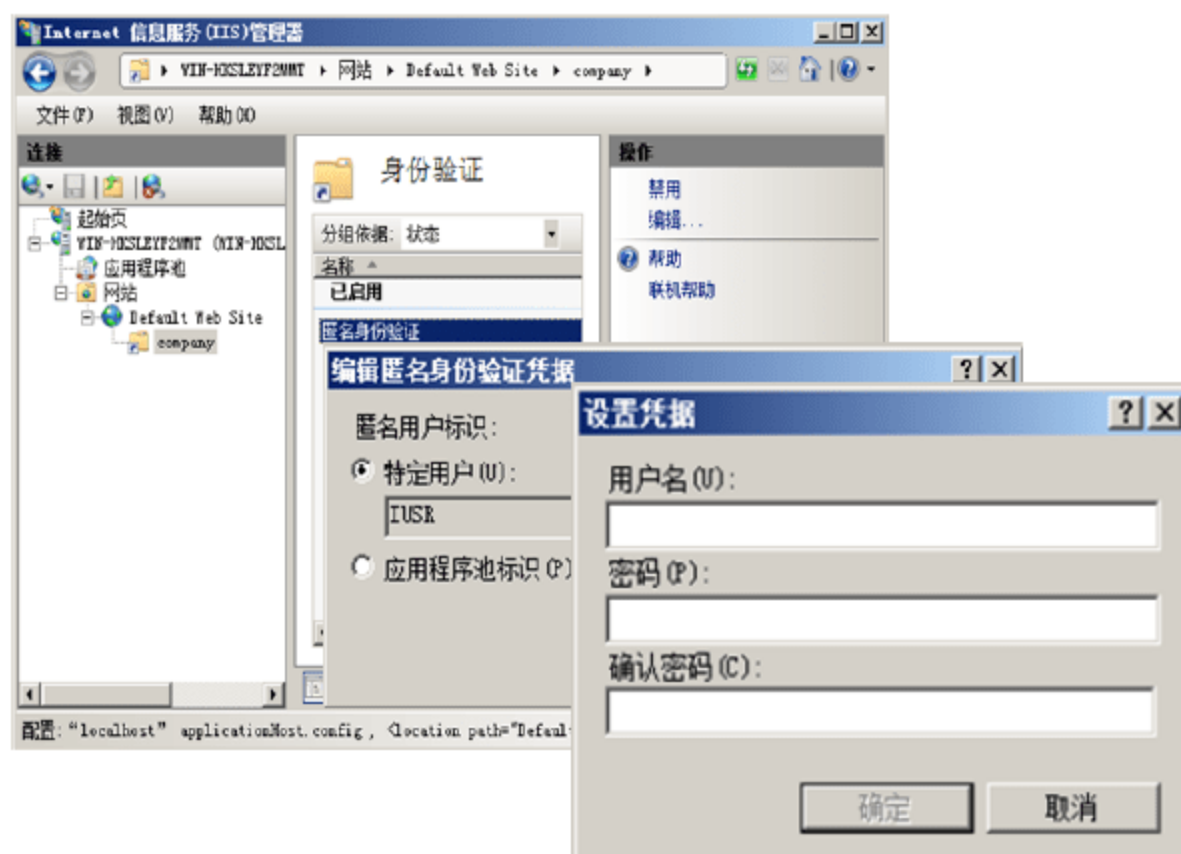 Internet 信息服务(IIS)管理器
网站 Default Web Site company
文件(F) 视图(V) 帮助(H)
连接
起始页
应用程序池
网站
Default Web Site
company
身份验证
分组依据: 状态
名称
已启用
匿名身份验证
操作
禁用
编辑...
帮助
联机帮助
编辑匿名身份验证凭据
匿名用户标识:
特定用户(U):
IUSR
应用程序池标识(P)
设置凭据
用户名(U):
密码(P):
确认密码(C):
确定
取消
配置:“localhost” applicationHost.config, <location path="Defaul